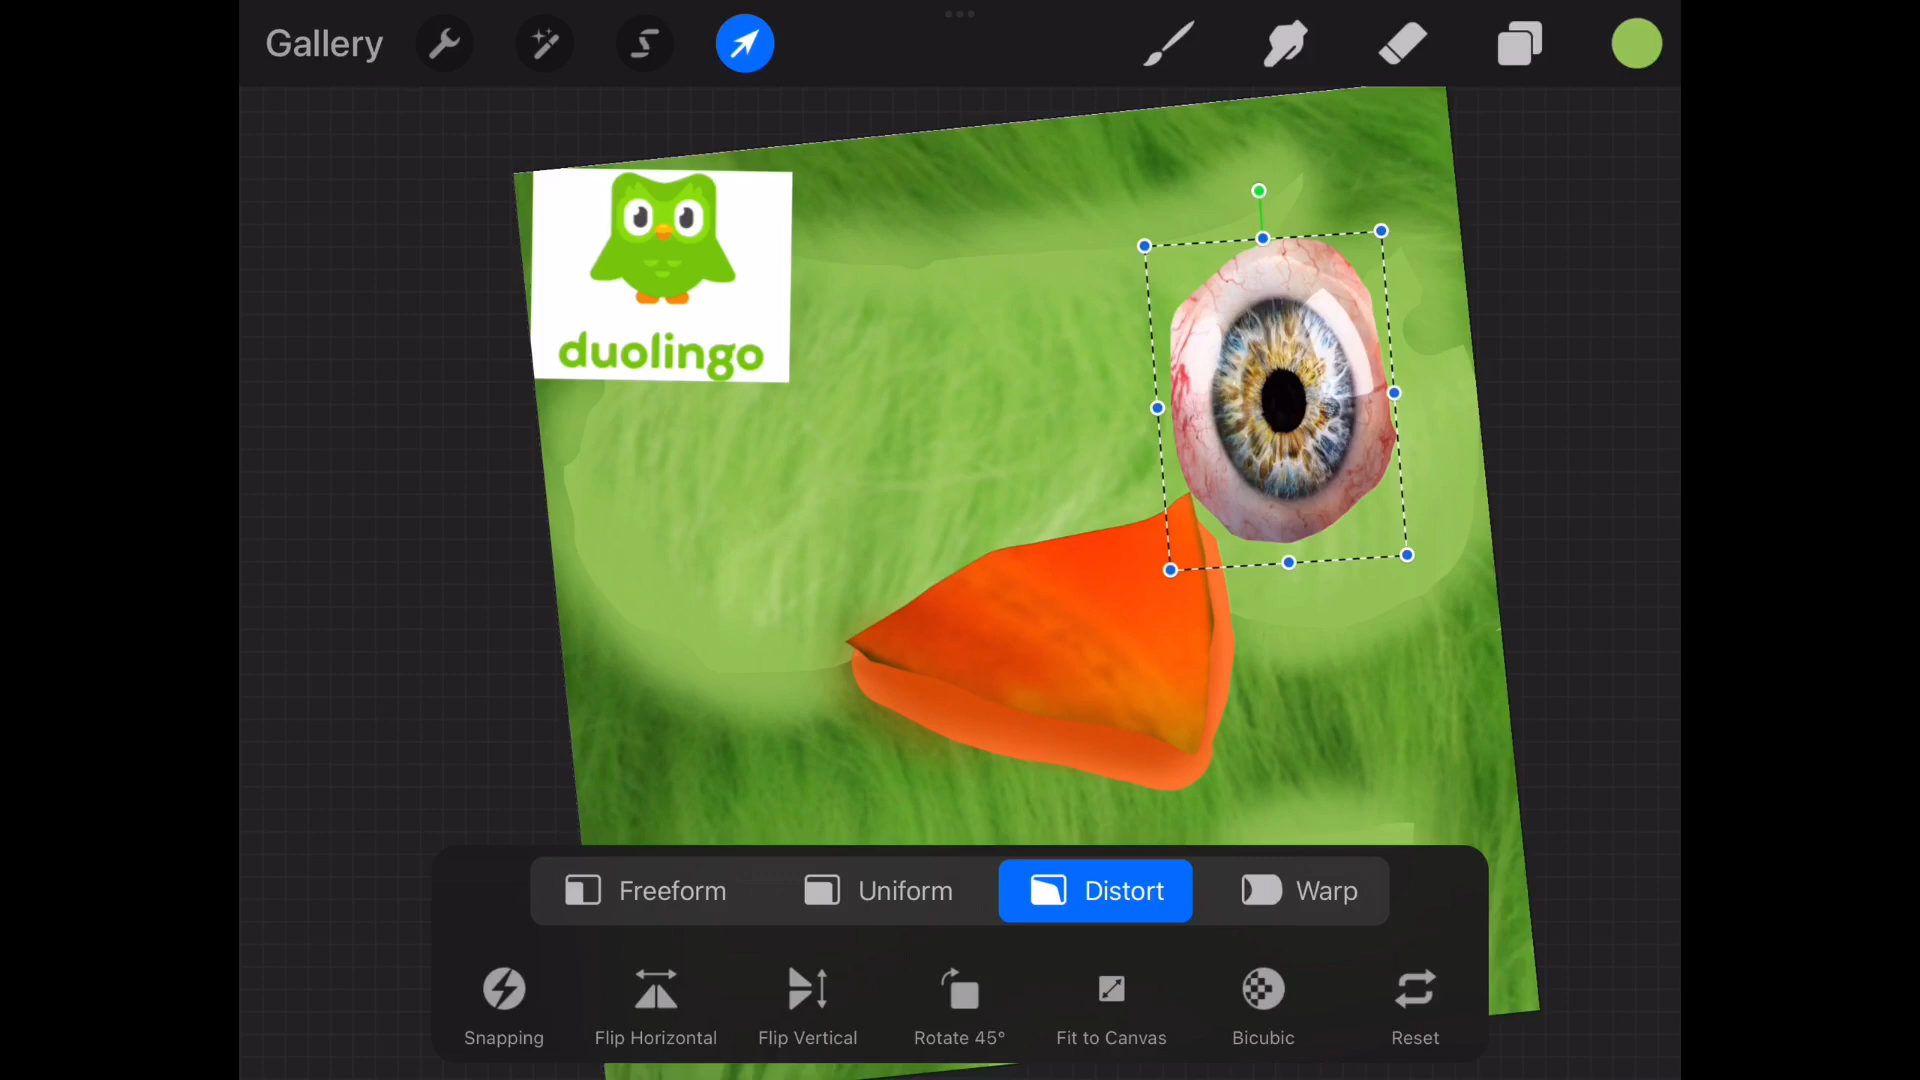 Gallery
duolingo
Freeform
Uniform
Distort
Warp
Snapping
Flip Horizontal
Flip Vertical
Rotate 45°
Fit to Canvas
Bicubic
Reset